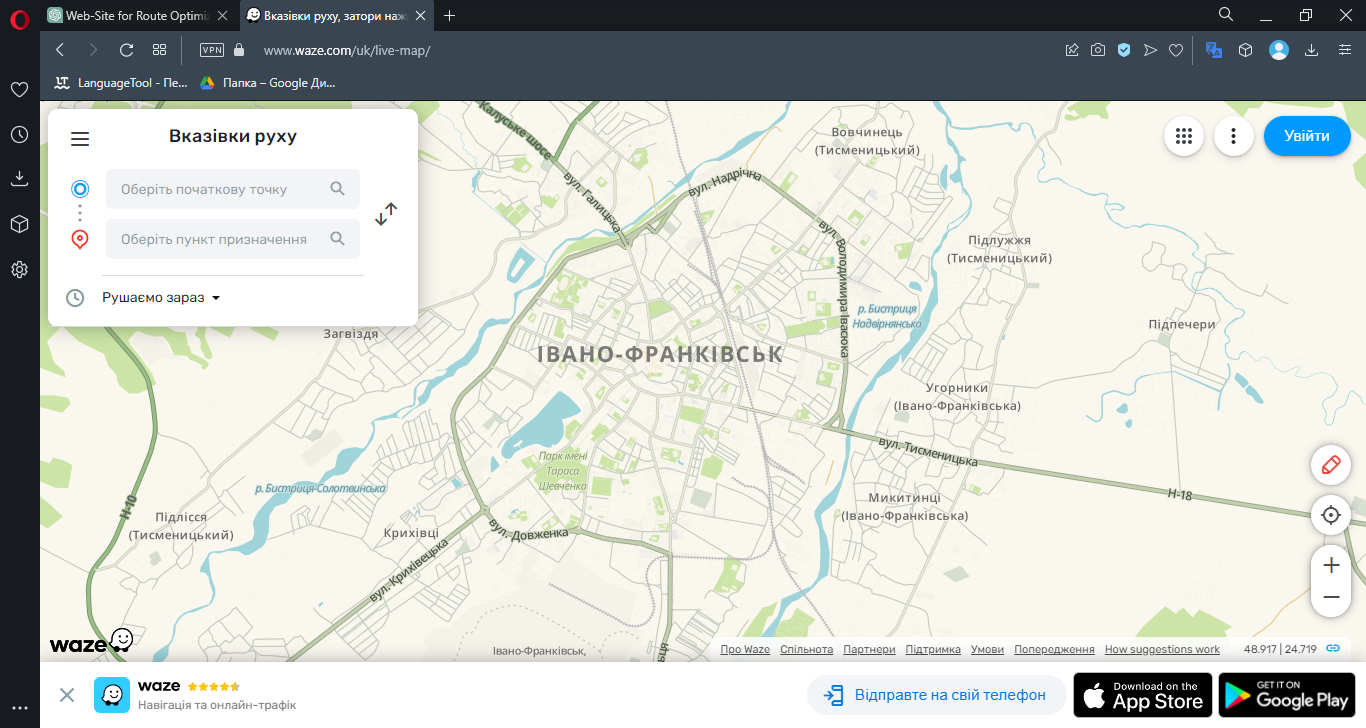 Web-Site for Route Optimiz
Вказівки руху, затори наж
VPN
www.waze.com/uk/live-map/
LanguageTool - Пе...
Папка – Google Ди...
Вказівки руху
Оберіть початкову точку
Оберіть пункт призначення
Рушаємо зараз
Увійти
Калуське шосе
вул. Галицька
вул. Надрічна
Вовчинець
(Тисменицький)
вул. Володимира Івасюка
Підлужжя
(Тисменицький)
р. Бистриця
Надвірнянська
Підпечери
Загвіздя
ІВАНО-ФРАНКІВСЬК
Угорники
(Івано-Франківська)
вул. Тисменицька
Парк імені
Тараса
Шевченка
р. Бистриця-Солотвинська
Н-10
Н-18
Микитинці
(Івано-Франківська)
Підлісся
(Тисменицький)
Крихівці
вул. Довженка
вул. Крихівецька
Івано-Франківськ,
waze
Про Waze
Спільнота
Партнери
Підтримка
Умови
Попередження
How suggestions work
48.917 | 24.719
waze
Навігація та онлайн-трафік
Відправте на свій телефон
Download on the
App Store
GET IT ON
Google Play